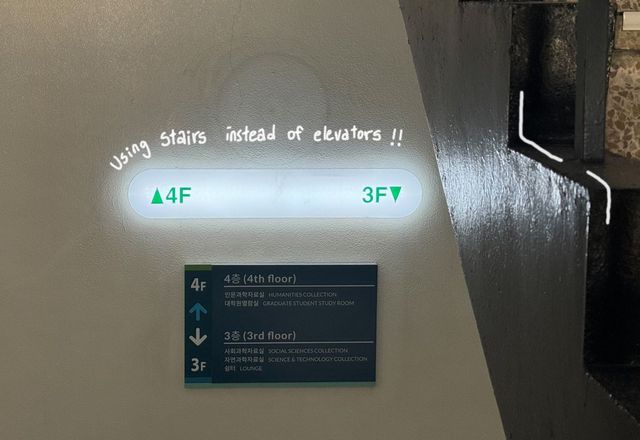 Using Stairs instead of elevators !!
▲4F 3F▼
4F
4층 (4th floor)
인문과학자료실 HUMANITIES COLLECTION
대학원열람실 GRADUATE STUDENT STUDY ROOM
3층 (3rd floor)
사회과학자료실 SOCIAL SCIENCES COLLECTION
자연과학자료실 SCIENCE & TECHNOLOGY COLLECTION
쉼터 LOUNGE
3F